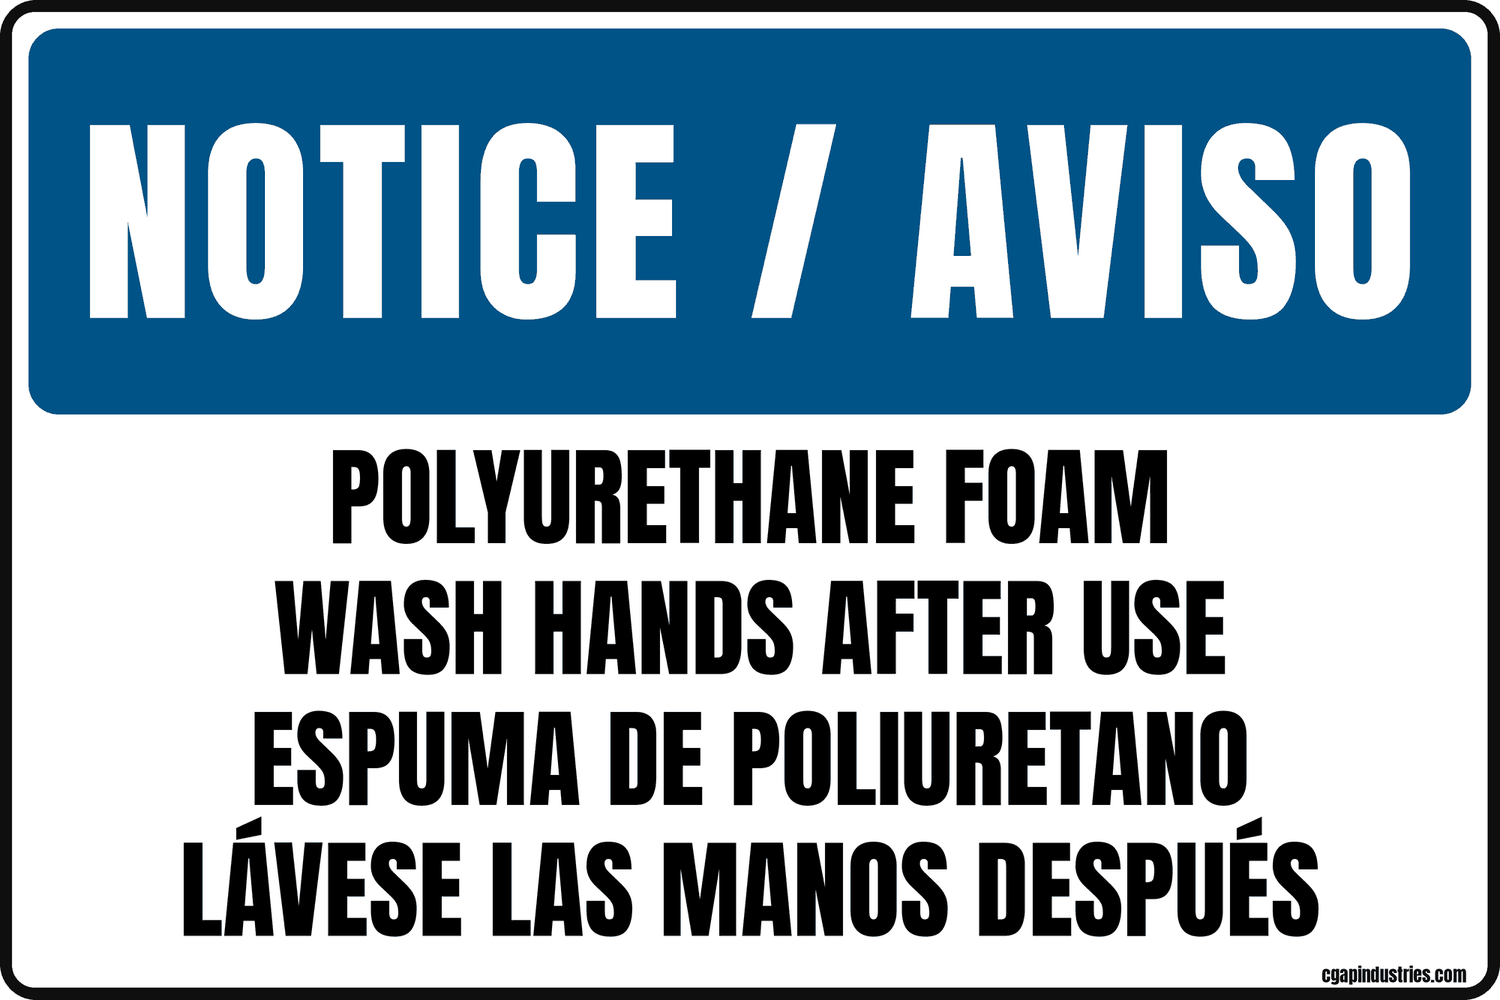 NOTICE / AVISO
POLYURETHANE FOAM
WASH HANDS AFTER USE
ESPUMA DE POLIURETANO
LÁVESE LAS MANOS DESPUÉS
cgapindustries.com